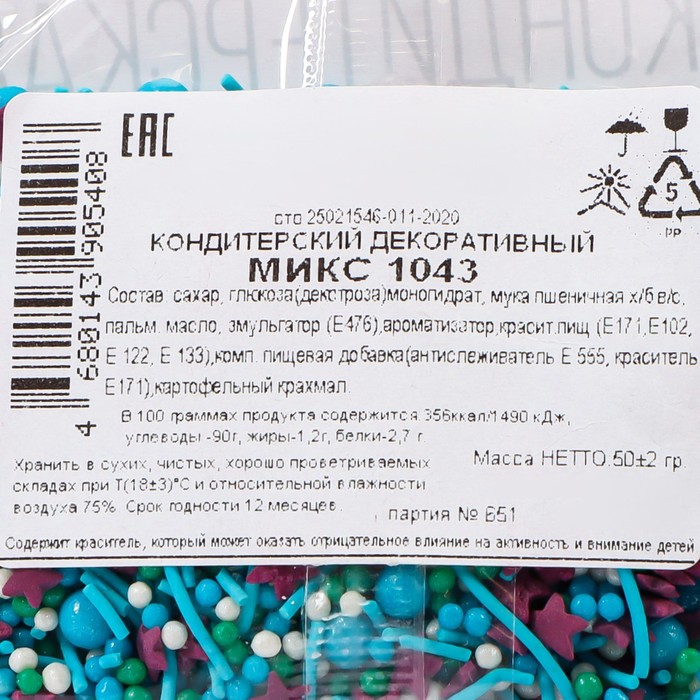 КОНДИТЕРСКАЯ
ЕАС
5
PP
4 680143 905408
сто 25021546-011-2020
КОНДИТЕРСКИЙ ДЕКОРАТИВНЫЙ
МИКС 1043
Состав: сахар, глюкоза(декстроза)моногидрат, мука пшеничная х/б в/с,
пальм. масло, эмульгатор (Е476),ароматизатор,красит.пищ (Е171,Е102,
Е 122, Е 133),комп. пищевая добавка(антислеживатель Е 555, краситель
Е171),картофельный крахмал.
В 100 граммах продукта содержится 356ккал/1490 кДж,
углеводы -90г, жиры-1,2г, белки-2,7 г.
Хранить в сухих, чистых, хорошо проветриваемых
складах при Т(18±3)°С и относительной влажности
воздуха 75%. Срок годности 12 месяцев.
Масса НЕТТО.50±2 гр.
партия № 651
Содержит краситель, который может оказать отрицательное влияние на активность и внимание детей